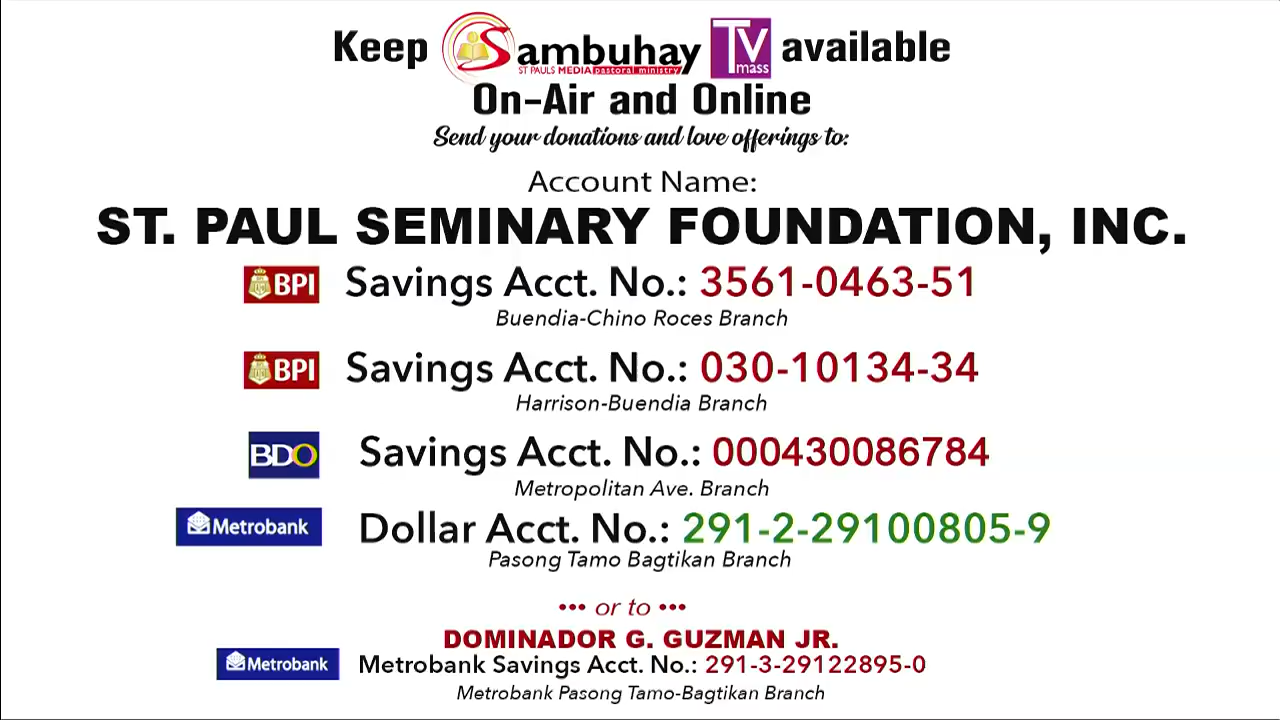 Keep Sambuhay TV mass available
ST PAULS MEDIA pastoral ministry
On-Air and Online
Send your donations and love offerings to:
Account Name:
ST. PAUL SEMINARY FOUNDATION, INC.
BPI Savings Acct. No.: 3561-0463-51
Buendia-Chino Roces Branch
BPI Savings Acct. No.: 030-10134-34
Harrison-Buendia Branch
BDO Savings Acct. No.: 000430086784
Metropolitan Ave. Branch
Metrobank Dollar Acct. No.: 291-2-29100805-9
Pasong Tamo Bagtikan Branch
••• or to •••
DOMINADOR G. GUZMAN JR.
Metrobank Metrobank Savings Acct. No.: 291-3-29122895-0
Metrobank Pasong Tamo-Bagtikan Branch